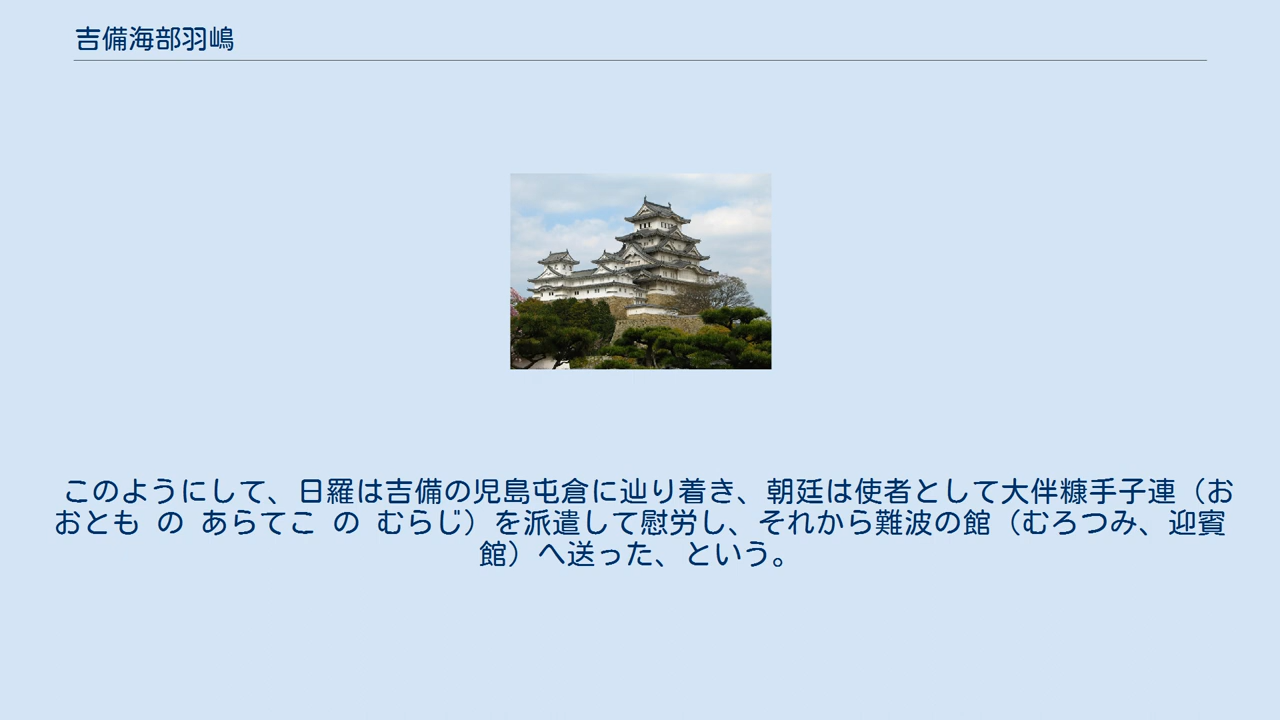 吉備海部羽嶋
このようにして、日羅は吉備の児島屯倉に辿り着き、朝廷は使者として大伴糠手子連（お
おとも の あらてこ の むらじ）を派遣して慰労し、それから難波の館（むろつみ、迎賓
館）へ送った、という。